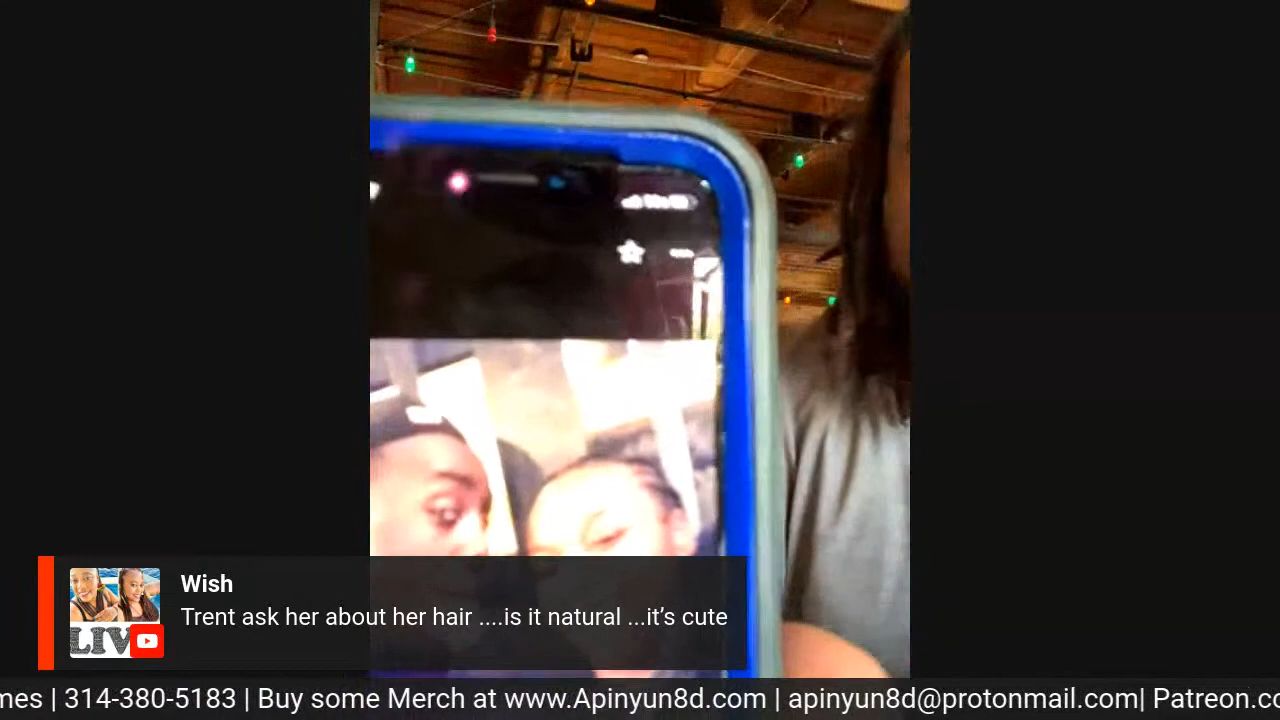 Wish
Trent ask her about her hair ....is it natural ...it’s cute
LIV
mes | 314-380-5183 | Buy some Merch at www.Apinyun8d.com | apinyun8d@protonmail.com| Patreon.co